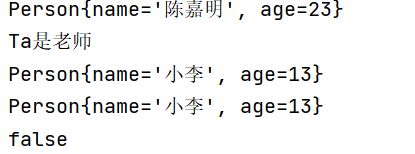 Person{name='陈嘉明', age=23}
Ta是老师
Person{name='小李', age=13}
Person{name='小李', age=13}
false